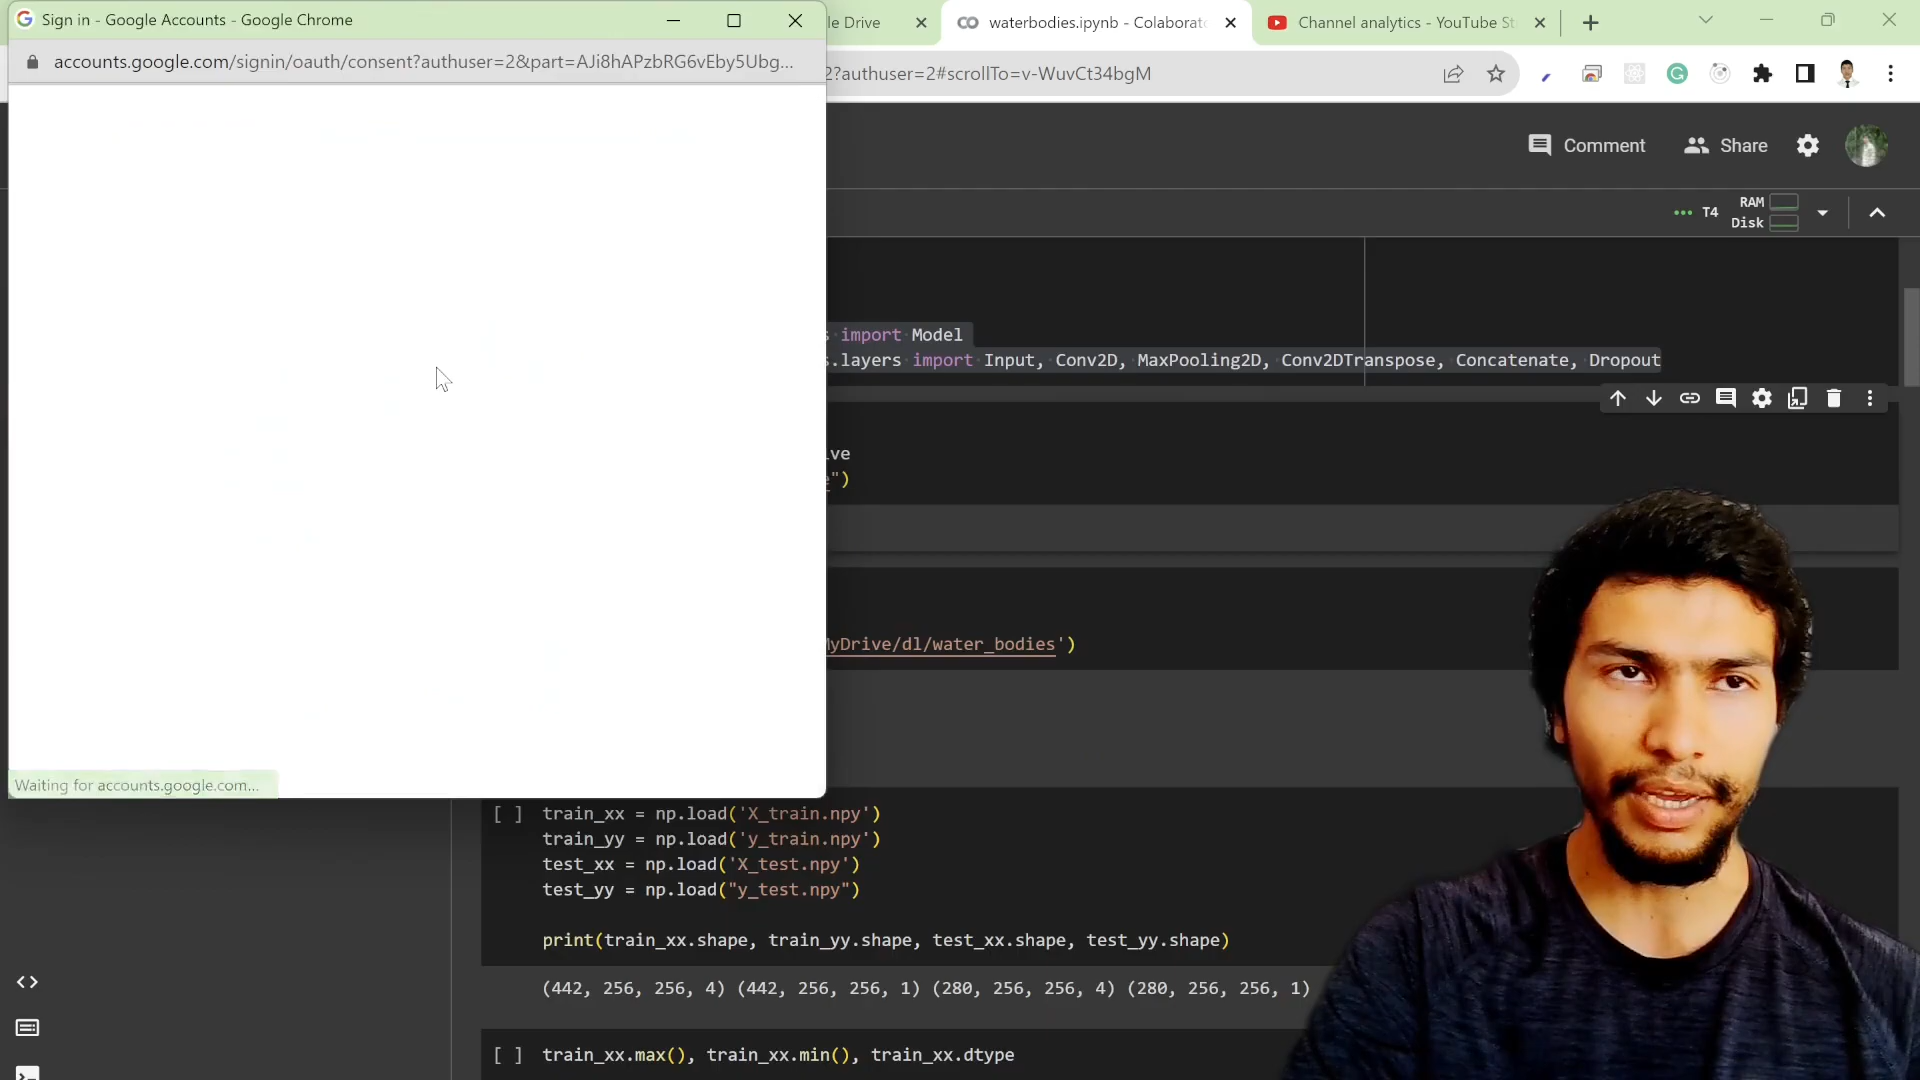 Sign in - Google Accounts - Google Chrome
le Drive
waterbodies.ipynb - Colaborat
Channel analytics - YouTube St
accounts.google.com/signin/oauth/consent?authuser=2&part=AJi8hAPzbRG6vEby5Ubg...
2?authuser=2#scrollTo=v-WuvCt34bgM
Comment
Share
T4
RAM
Disk
s import Model
s.layers import Input, Conv2D, MaxPooling2D, Conv2DTranspose, Concatenate, Dropout
ive
e")
MyDrive/dl/water_bodies')
Waiting for accounts.google.com...
[ ] train_xx = np.load('X_train.npy')
train_yy = np.load('y_train.npy')
test_xx = np.load('X_test.npy')
test_yy = np.load("y_test.npy")
print(train_xx.shape, train_yy.shape, test_xx.shape, test_yy.shape)
(442, 256, 256, 4) (442, 256, 256, 1) (280, 256, 256, 4) (280, 256, 256, 1)
[ ] train_xx.max(), train_xx.min(), train_xx.dtype